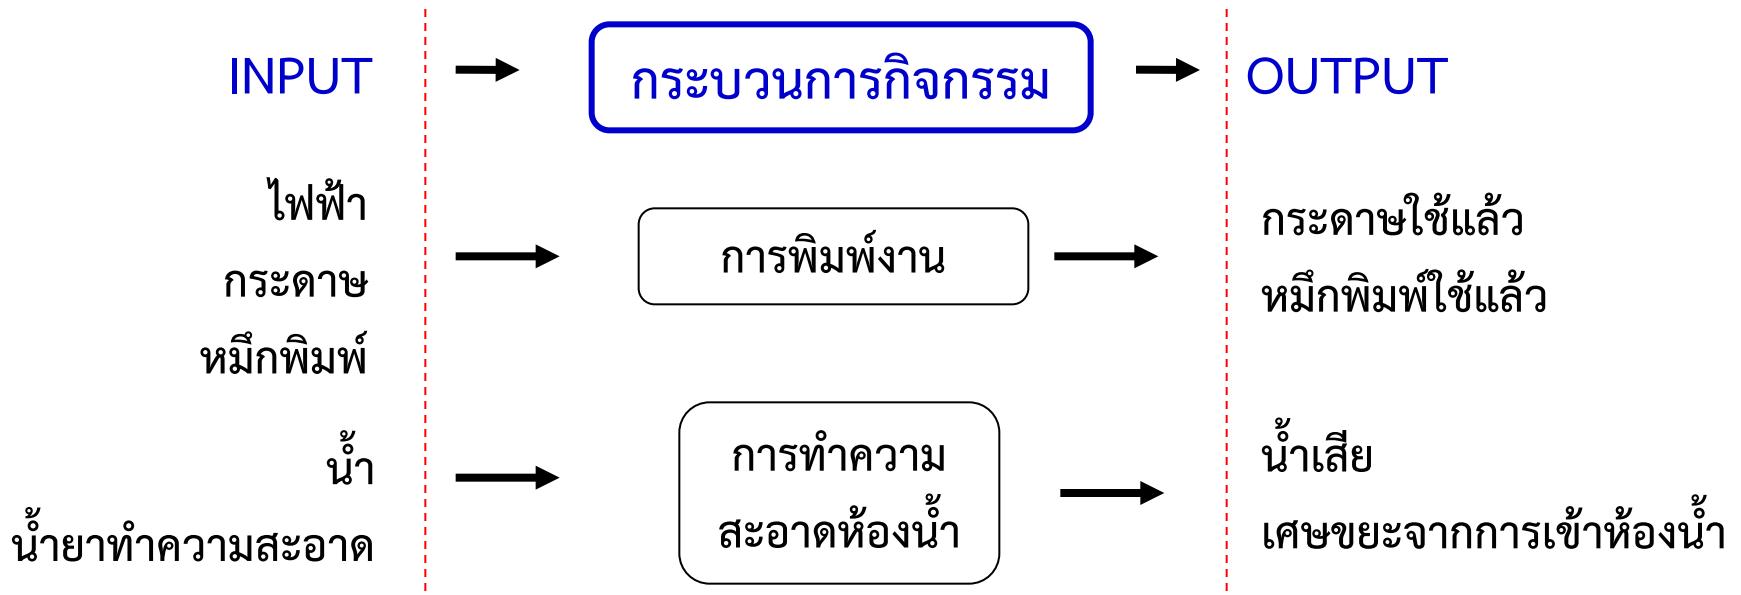 INPUT
กระบวนการกิจกรรม
OUTPUT
ไฟฟ้า
กระดาษ
หมึกพิมพ์
การพิมพ์งาน
กระดาษใช้แล้ว
หมึกพิมพ์ใช้แล้ว
น้ำ
น้ำยาทำความสะอาด
การทำความ
สะอาดห้องน้ำ
น้ำเสีย
เศษขยะจากการเข้าห้องน้ำ